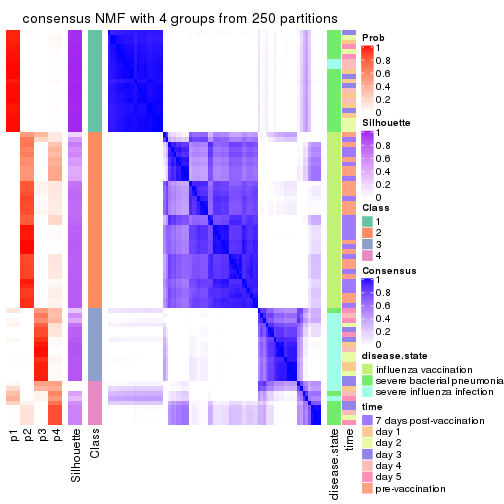 consensus NMF with 4 groups from 250 partitions
Prob
1
0.8
0.6
0.4
0.2
0
Silhouette
1
0.8
0.6
0.4
0.2
0
Class
1
2
3
4
Consensus
1
0.8
0.6
0.4
0.2
0
disease.state
influenza vaccination
severe bacterial pneumonia
severe influenza infection
time
7 days post-vaccination
day 1
day 2
day 3
day 4
day 5
pre-vaccination
p1
p2
p3
p4
Silhouette
Class
disease.state
time